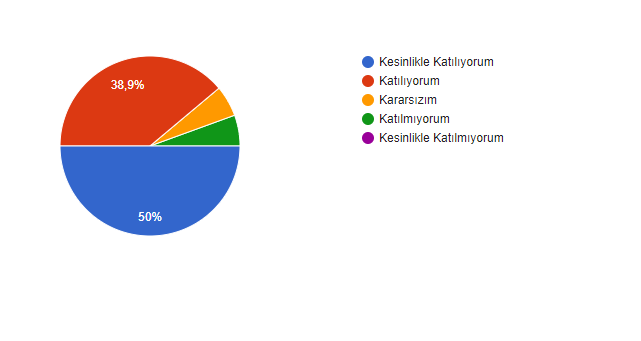 38,9%
50%
Kesinlikle Katılıyorum
Katılıyorum
Kararsızım
Katılmıyorum
Kesinlikle Katılmıyorum